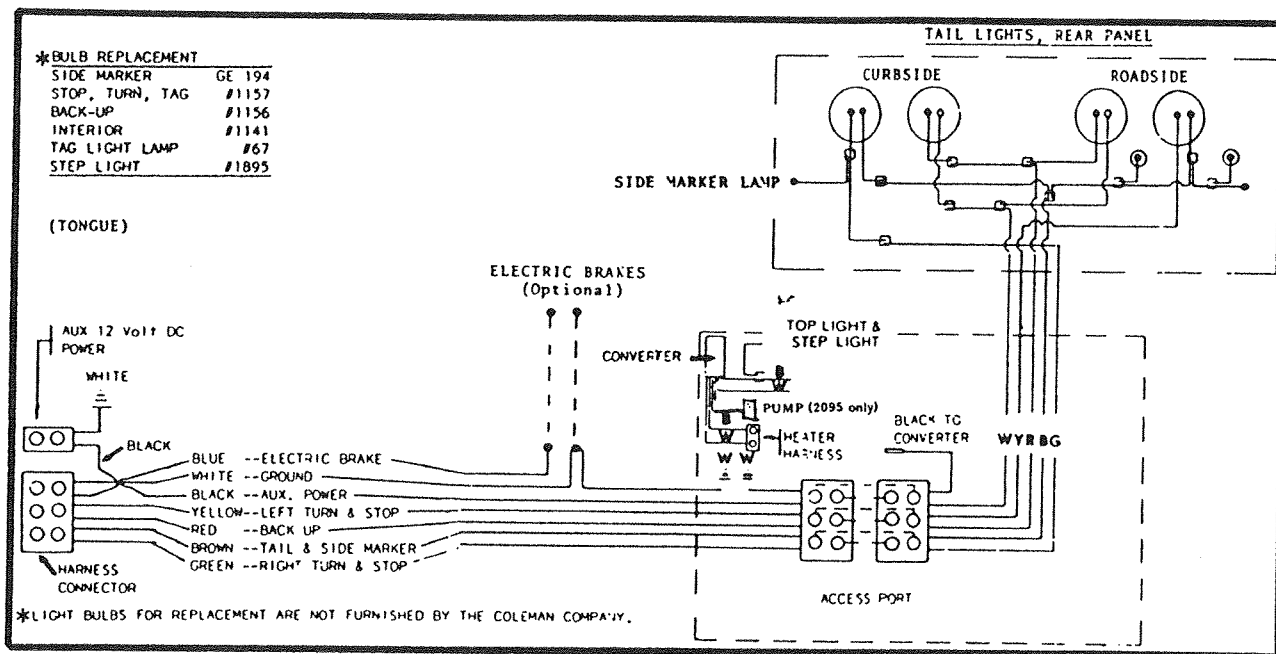 TAIL LIGHTS, REAR PANEL
*BULB REPLACEMENT
SIDE MARKER GE 194
STOP, TURN, TAG #1157
BACK-UP #1156
INTERIOR #1141
TAG LIGHT LAMP #67
STEP LIGHT #1895
CURBSIDE
ROADSIDE
SIDE MARKER LAMP
(TONGUE)
ELECTRIC BRAKES
(Optional)
AUX 12 Volt DC
POWER
WHITE
BLACK
TOP LIGHT &
STEP LIGHT
CONVERTER
W
PUMP (2095 only)
W
HEATER
HARNESS
W W
BLACK TO
CONVERTER
WYRBG
BLUE --ELECTRIC BRAKE
WHITE --GROUND
BLACK --AUX. POWER
YELLOW--LEFT TURN & STOP
RED --BACK UP
BROWN --TAIL & SIDE MARKER
GREEN --RIGHT TURN & STOP
HARNESS
CONNECTOR
ACCESS PORT
*LIGHT BULBS FOR REPLACEMENT ARE NOT FURNISHED BY THE COLEMAN COMPANY.